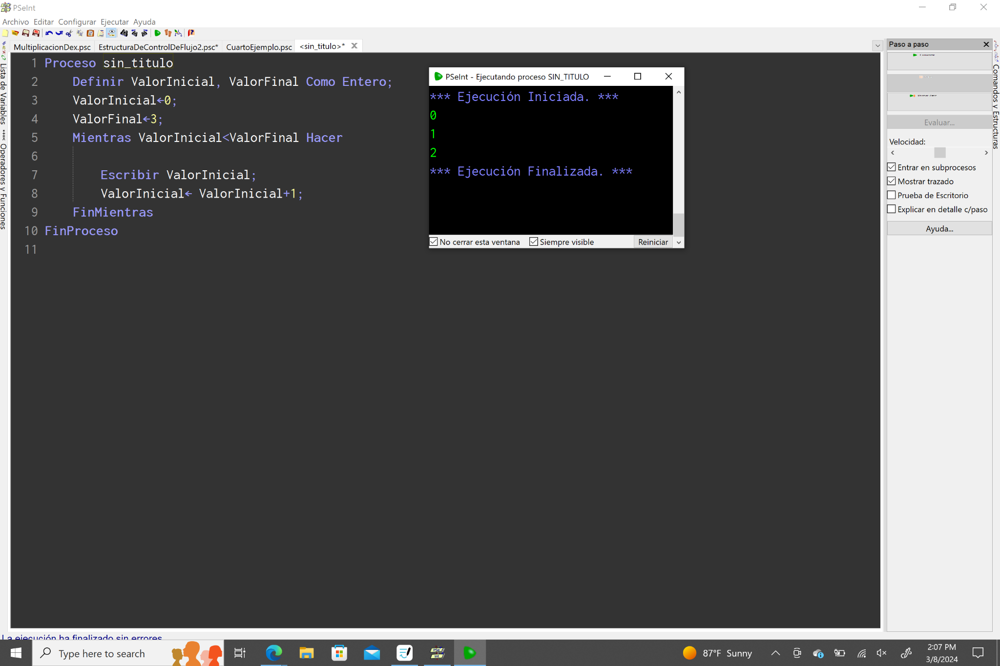 PSeInt
Archivo Editar Configurar Ejecutar Ayuda
MultiplicacionDex.psc EstructuraDeControlDeFlujo2.psc* CuartoEjemplo.psc <sin_titulo>*
1 Proceso sin_titulo
2 Definir ValorInicial, ValorFinal Como Entero;
3 ValorInicial←0;
4 ValorFinal←3;
5 Mientras ValorInicial<ValorFinal Hacer
6
7 Escribir ValorInicial;
8 ValorInicial← ValorInicial+1;
9 FinMientras
10 FinProceso
11
PSeInt - Ejecutando proceso SIN_TITULO
*** Ejecución Iniciada. ***
0
1
2
*** Ejecución Finalizada. ***
No cerrar esta ventana Siempre visible Reiniciar
Lista de Variables
*+=< Operadores y Funciones
Paso a paso
Primer Paso
Evaluar...
Velocidad:
Entrar en subprocesos
Mostrar trazado
Prueba de Escritorio
Explicar en detalle c/paso
Ayuda...
Comandos y Estructuras
La ejecución ha finalizado sin errores
Type here to search
PSe
Int
87°F Sunny
2:07 PM
3/8/2024